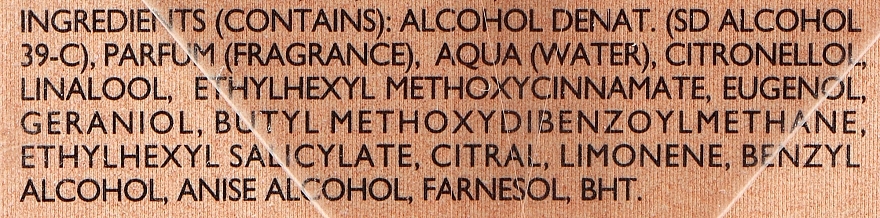 INGREDIENTS (CONTAINS): ALCOHOL DENAT. (SD ALCOHOL
39-C), PARFUM (FRAGRANCE), AQUA (WATER), CITRONELLOL,
LINALOOL, ETHYLHEXYL METHOXYCINNAMATE, EUGENOL,
GERANIOL, BUTYL METHOXYDIBENZOYLMETHANE,
ETHYLHEXYL SALICYLATE, CITRAL, LIMONENE, BENZYL
ALCOHOL, ANISE ALCOHOL, FARNESOL, BHT.